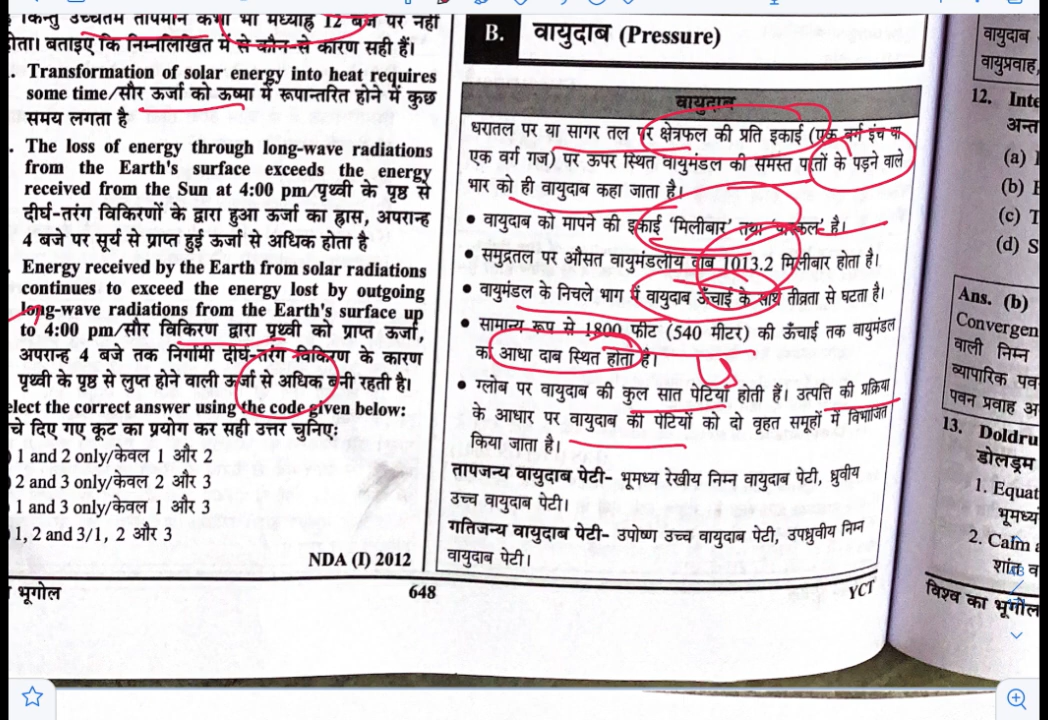 किन्तु उच्चतम तापमान कभी भी मध्याह्न 12 बजे पर नहीं
होता। बताइए कि निम्नलिखित में से कौन-से कारण सही हैं।
. Transformation of solar energy into heat requires
some time/सौर ऊर्जा को ऊष्मा में रूपान्तरित होने में कुछ
समय लगता है
. The loss of energy through long-wave radiations
from the Earth's surface exceeds the energy
received from the Sun at 4:00 pm/पृथ्वी के पृष्ठ से
दीर्घ-तरंग विकिरणों के द्वारा हुआ ऊर्जा का ह्रास, अपरान्ह
4 बजे पर सूर्य से प्राप्त हुई ऊर्जा से अधिक होता है
Energy received by the Earth from solar radiations
continues to exceed the energy lost by outgoing
long-wave radiations from the Earth's surface up
to 4:00 pm/सौर विकिरण द्वारा पृथ्वी को प्राप्त ऊर्जा,
अपरान्ह 4 बजे तक निर्गामी दीर्घ-तरंग विकिरण के कारण
पृथ्वी के पृष्ठ से लुप्त होने वाली ऊर्जा से अधिक बनी रहती है।
elect the correct answer using the code given below:
चे दिए गए कूट का प्रयोग कर सही उत्तर चुनिए:
) 1 and 2 only/केवल 1 और 2
) 2 and 3 only/केवल 2 और 3
) 1 and 3 only/केवल 1 और 3
) 1, 2 and 3/1, 2 और 3
NDA (I) 2012
भूगोल
648
B. वायुदाब (Pressure)
वायुदाब
धरातल पर या सागर तल पर क्षेत्रफल की प्रति इकाई (एक वर्ग इंच या
एक वर्ग गज) पर ऊपर स्थित वायुमंडल की समस्त परतों के पड़ने वाले
भार को ही वायुदाब कहा जाता है।
• वायुदाब को मापने की इकाई 'मिलीबार' तथा 'पास्कल' है।
• समुद्रतल पर औसत वायुमंडलीय दाब 1013.2 मिलीबार होता है।
• वायुमंडल के निचले भाग में वायुदाब ऊँचाई के साथ तीव्रता से घटता है।
• सामान्य रूप से 1800 फीट (540 मीटर) की ऊँचाई तक वायुमंडल
का आधा दाब स्थित होता है।
• ग्लोब पर वायुदाब की कुल सात पेटियाँ होती हैं। उत्पत्ति की प्रक्रिया
के आधार पर वायुदाब की पेटियों को दो वृहत समूहों में विभाजित
किया जाता है।
तापजन्य वायुदाब पेटी- भूमध्य रेखीय निम्न वायुदाब पेटी, ध्रुवीय
उच्च वायुदाब पेटी।
गतिजन्य वायुदाब पेटी- उपोष्ण उच्च वायुदाब पेटी, उपध्रुवीय निम्न
वायुदाब पेटी।
YCT
वायुदाब
वायुप्रवाह,
12. Inte
अन्त
(a)
(b)
(c) T
(d) S
Ans. (b)
Convergen
वाली निम्न
व्यापारिक पव
पवन प्रवाह अ
13. Doldru
डोलड्रम
1. Equat
भूमध्य
2. Calm a
शांत व
विश्व का भूगोल